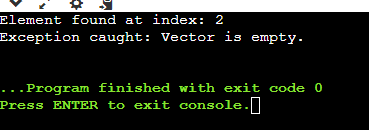 Element found at index: 2
Exception caught: Vector is empty.
...Program finished with exit code 0
Press ENTER to exit console.